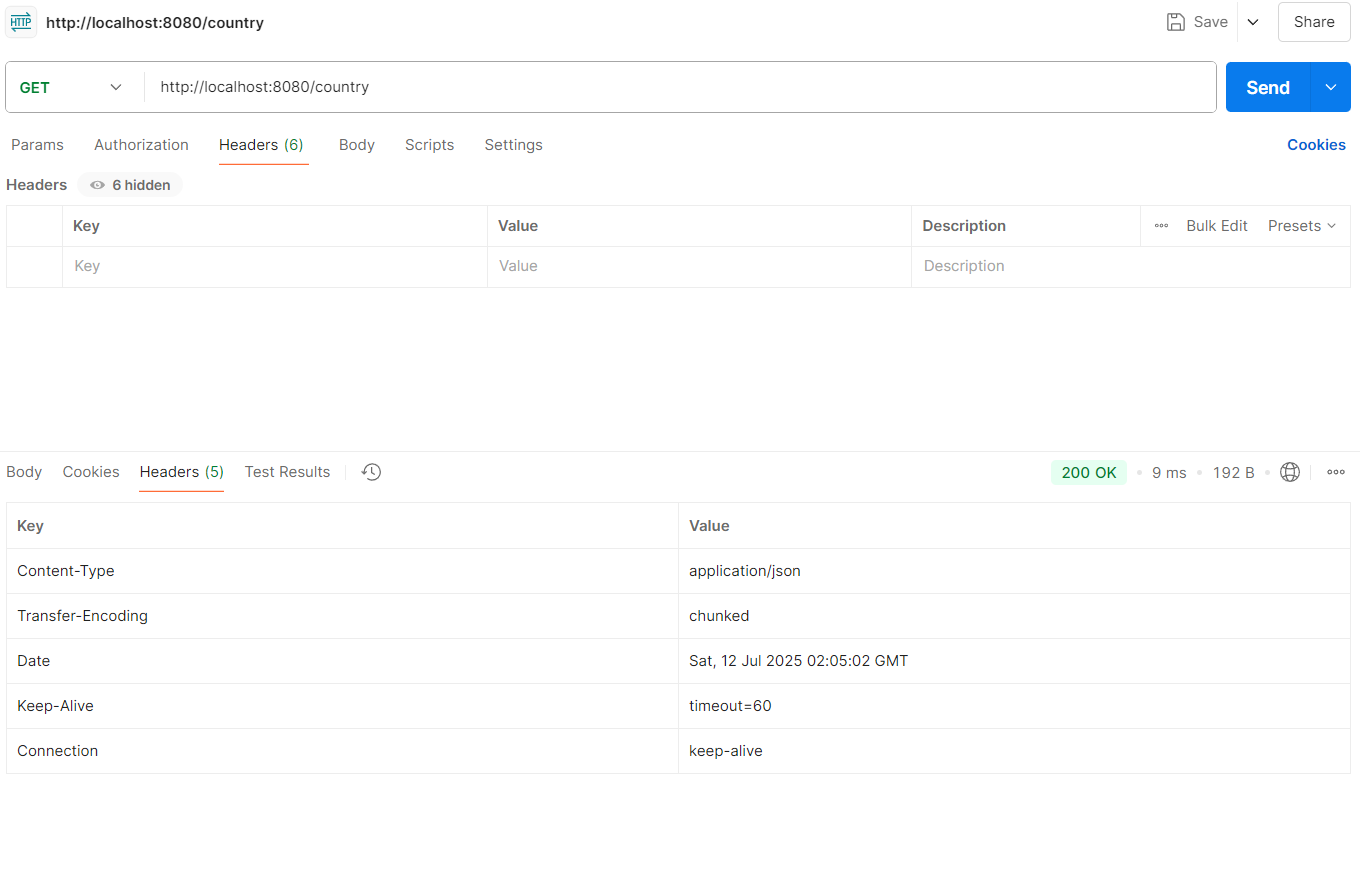 HTTP http://localhost:8080/country Save Share
GET http://localhost:8080/country Send
Params Authorization Headers (6) Body Scripts Settings Cookies
Headers 6 hidden
Key Value Description Bulk Edit Presets
Key Value Description
Body Cookies Headers (5) Test Results 200 OK • 9 ms • 192 B •
Key Value
Content-Type application/json
Transfer-Encoding chunked
Date Sat, 12 Jul 2025 02:05:02 GMT
Keep-Alive timeout=60
Connection keep-alive